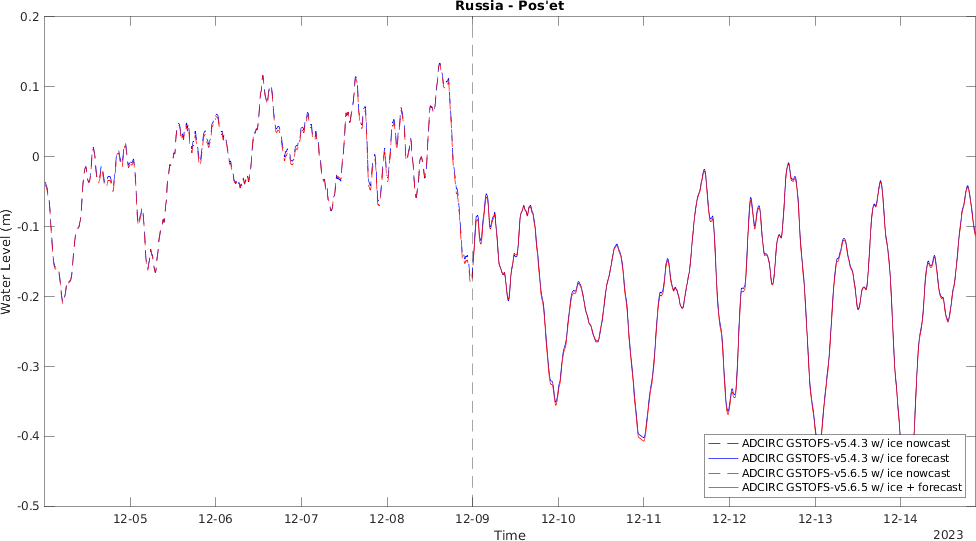 Russia - Pos'et
0.2
0.1
0
-0.1
-0.2
-0.3
-0.4
-0.5
Water Level (m)
12-05 12-06 12-07 12-08 12-09 12-10 12-11 12-12 12-13 12-14
Time
2023
ADCIRC GSTOFS-v5.4.3 w/ ice nowcast
ADCIRC GSTOFS-v5.4.3 w/ ice forecast
ADCIRC GSTOFS-v5.6.5 w/ ice nowcast
ADCIRC GSTOFS-v5.6.5 w/ ice + forecast